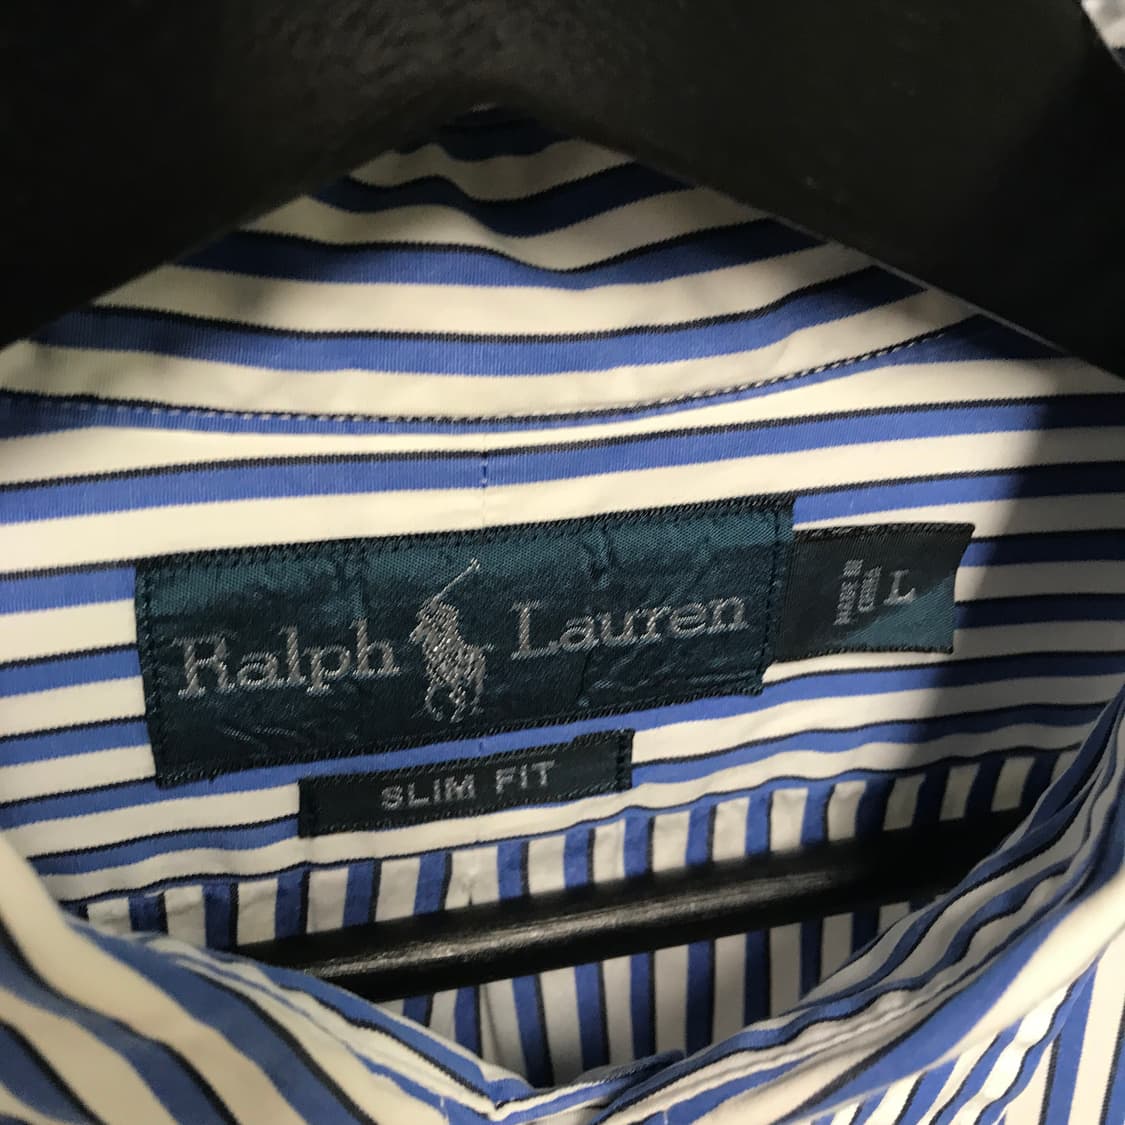 Ralph Lauren
L
SLIM FIT